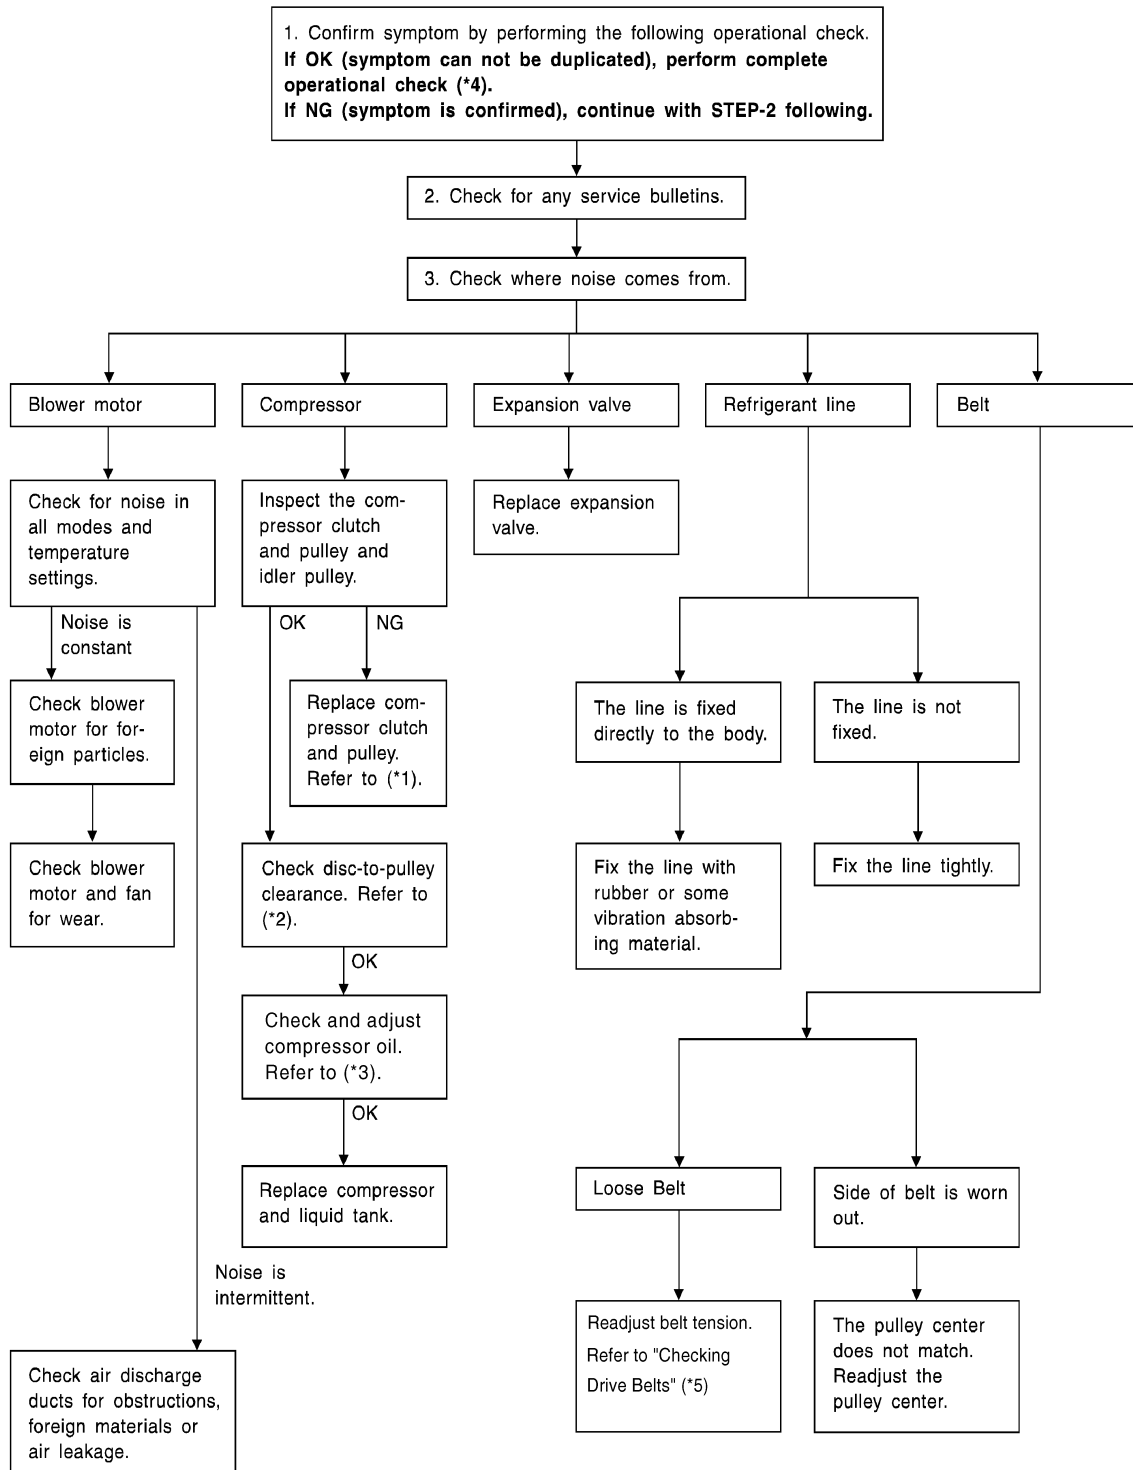 1. Confirm symptom by performing the following operational check.
If OK (symptom can not be duplicated), perform complete
operational check (*4).
If NG (symptom is confirmed), continue with STEP-2 following.
2. Check for any service bulletins.
3. Check where noise comes from.
Blower motor
Compressor
Expansion valve
Refrigerant line
Belt
Check for noise in
all modes and
temperature
settings.
Inspect the com-
pressor clutch
and pulley and
idler pulley.
Replace expansion
valve.
Noise is
constant
OK
NG
Check blower
motor for for-
eign particles.
Replace com-
pressor clutch
and pulley.
Refer to (*1).
The line is fixed
directly to the body.
The line is not
fixed.
Check blower
motor and fan
for wear.
Check disc-to-pulley
clearance. Refer to
(*2).
Fix the line with
rubber or some
vibration absorb-
ing material.
Fix the line tightly.
OK
Check and adjust
compressor oil.
Refer to (*3).
OK
Replace compressor
and liquid tank.
Loose Belt
Side of belt is worn
out.
Noise is
intermittent.
Readjust belt tension.
Refer to "Checking
Drive Belts" (*5)
The pulley center
does not match.
Readjust the
pulley center.
Check air discharge
ducts for obstructions,
foreign materials or
air leakage.